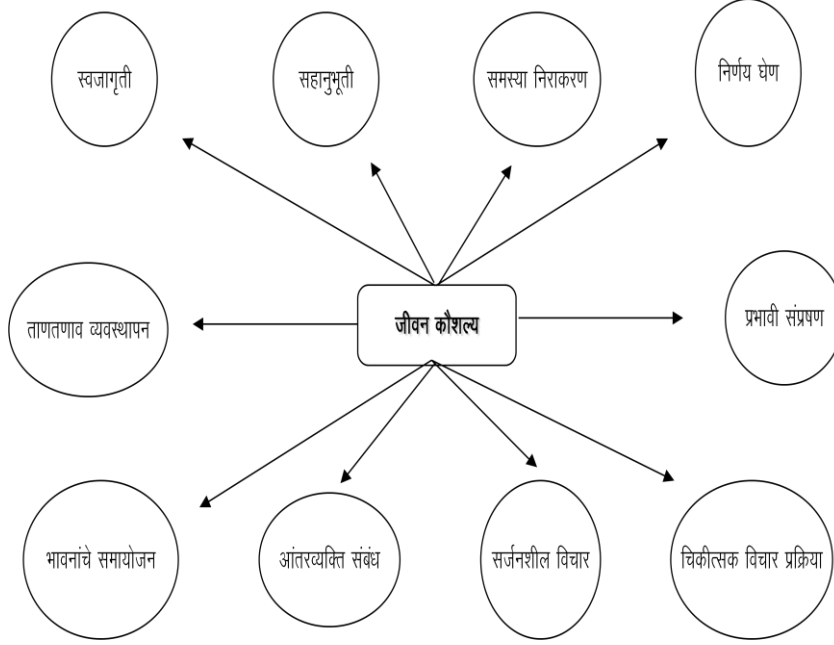 स्वजागृती
सहानुभूती
समस्या निराकरण
निर्णय घेण
ताणतणाव व्यवस्थापन
जीवन कौशल्य
प्रभावी संप्रषण
भावनांचे समायोजन
आंतरव्यक्ति संबंध
सर्जनशील विचार
चिकीत्सक विचार प्रक्रिया